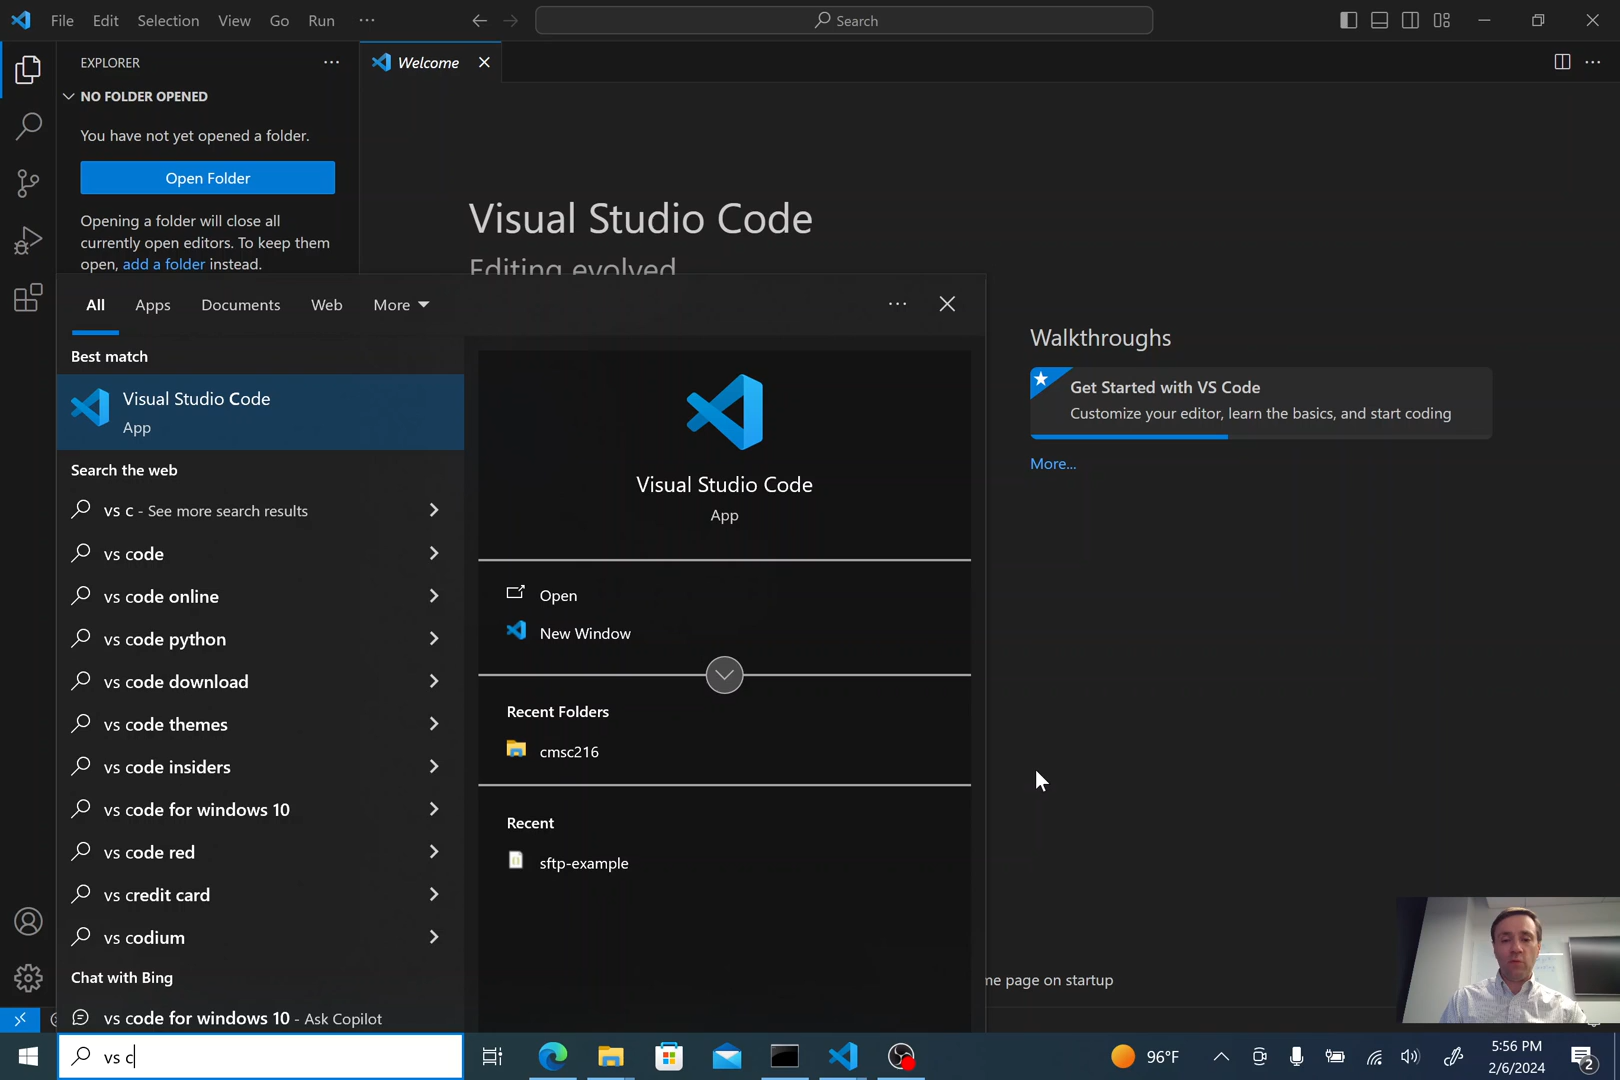 File Edit Selection View Go Run ···
Search
EXPLORER ···
Welcome
NO FOLDER OPENED
You have not yet opened a folder.
Open Folder
Opening a folder will close all
currently open editors. To keep them
open, add a folder instead.
Visual Studio Code
Editing evolved
All Apps Documents Web More
Best match
Visual Studio Code
App
Search the web
vs c - See more search results
vs code
vs code online
vs code python
vs code download
vs code themes
vs code insiders
vs code for windows 10
vs code red
vs credit card
vs codium
Chat with Bing
vs code for windows 10 - Ask Copilot
Visual Studio Code
App
Open
New Window
Recent Folders
cmsc216
Recent
sftp-example
Walkthroughs
Get Started with VS Code
Customize your editor, learn the basics, and start coding
More...
me page on startup
vs c
96°F
5:56 PM
2/6/2024
2